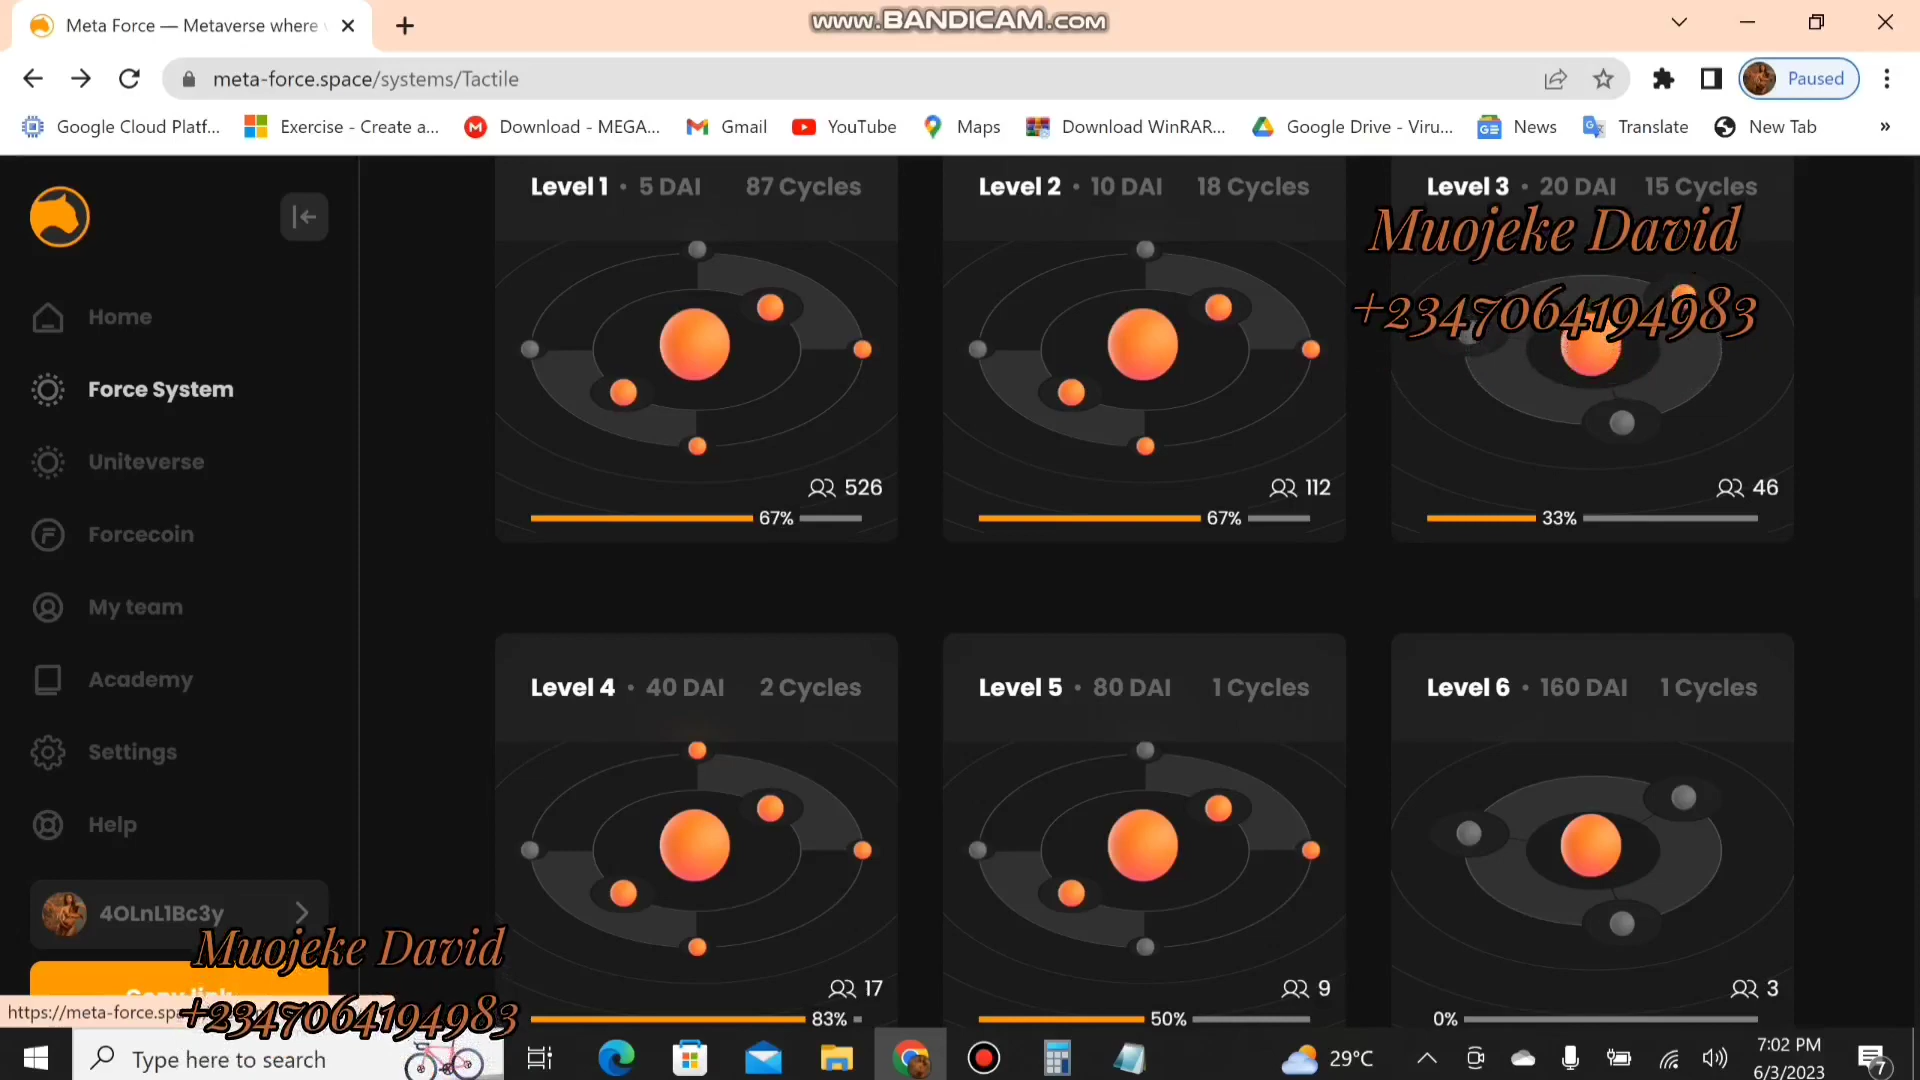 Meta Force — Metaverse where
www.BANDICAM.com
meta-force.space/systems/Tactile
Paused
Google Cloud Platf...
Exercise - Create a...
Download - MEGA...
Gmail
YouTube
Maps
Download WinRAR...
Google Drive - Viru...
News
Translate
New Tab
Level 1 • 5 DAI 87 Cycles
Level 2 • 10 DAI 18 Cycles
Level 3 • 20 DAI 15 Cycles
Muojeke David
+2347064194983
Home
Force System
Uniteverse
Forcecoin
My team
Academy
Settings
Help
526
67%
112
67%
46
33%
Level 4 • 40 DAI 2 Cycles
Level 5 • 80 DAI 1 Cycles
Level 6 • 160 DAI 1 Cycles
17
83%
9
50%
3
0%
4OLnL1Bc3y
Muojeke David
Copy link
https://meta-force.spa
+2347064194983
Type here to search
29°C
7:02 PM
6/3/2023
7